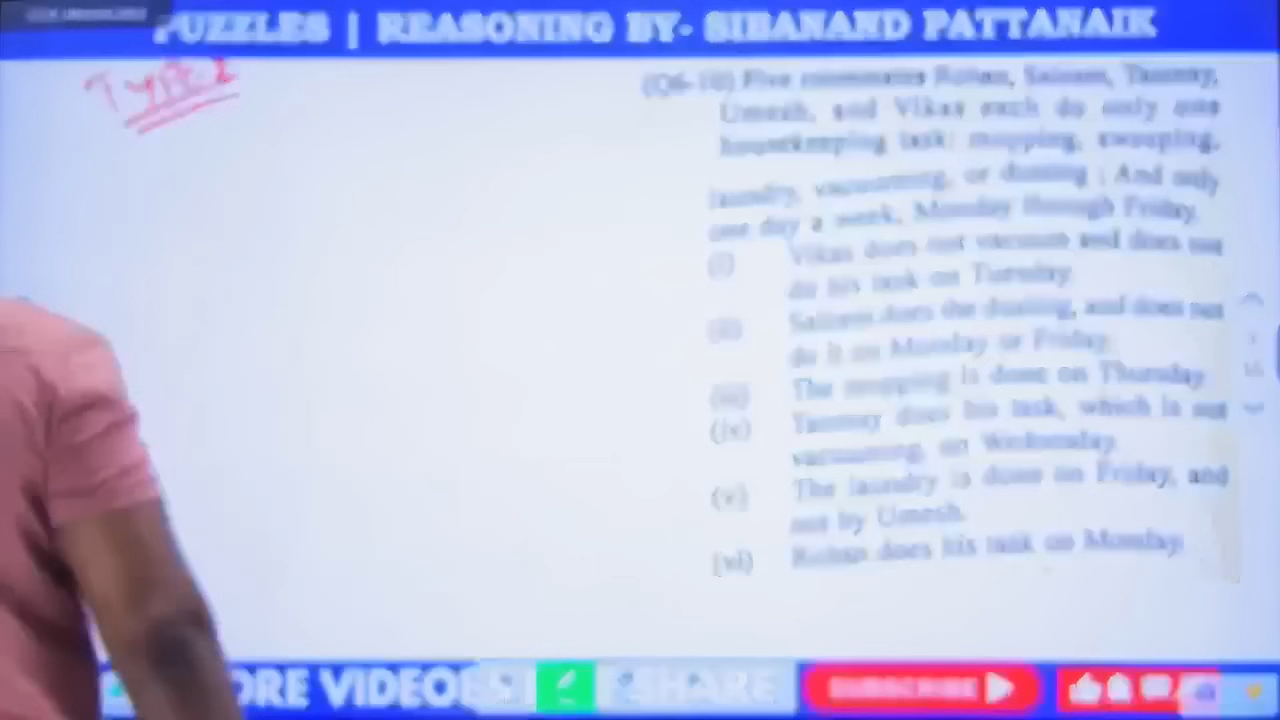 PUZZLES | REASONING BY- SIBANAND PATTANAIK
TYPE-2
(Q6-10) Five roommates Rohan, Tanmay,
Umesh, and Vikas each do only one
housekeeping task: mopping, sweeping,
laundry, vacuuming, or dusting. And only
one day a week, Monday through Friday.
(i) Vikas does not vacuum and does not
do his task on Tuesday.
(ii) does the dusting, and does not
do it on Monday or Friday.
(iii) The mopping is done on Thursday
(iv) Tanmay does his task, which is not
vacuuming, on Wednesday.
(v) The laundry is done on Friday, and
not by Umesh.
(vi) Rohan does his task on Monday.
ORE VIDEOES SHARE SUBSCRIBE